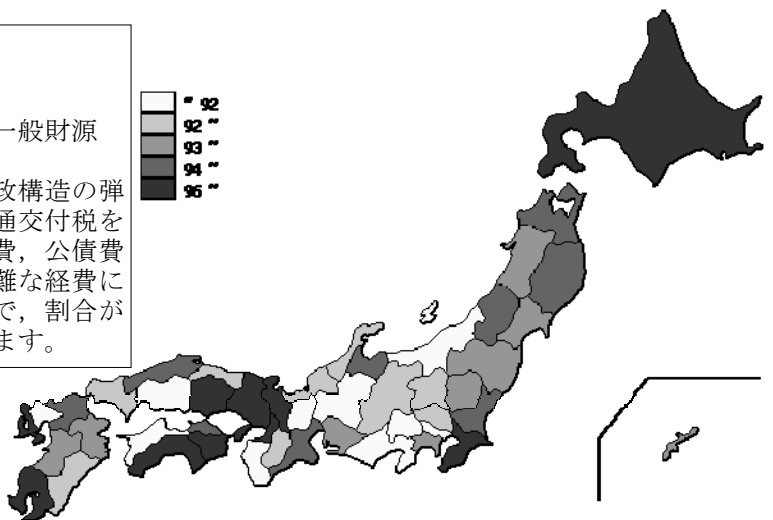 一般財源
政構造の弾
通交付税を
費，公債費
難な経費に
で，割合が
ます。
~ 92
92 ~
93 ~
94 ~